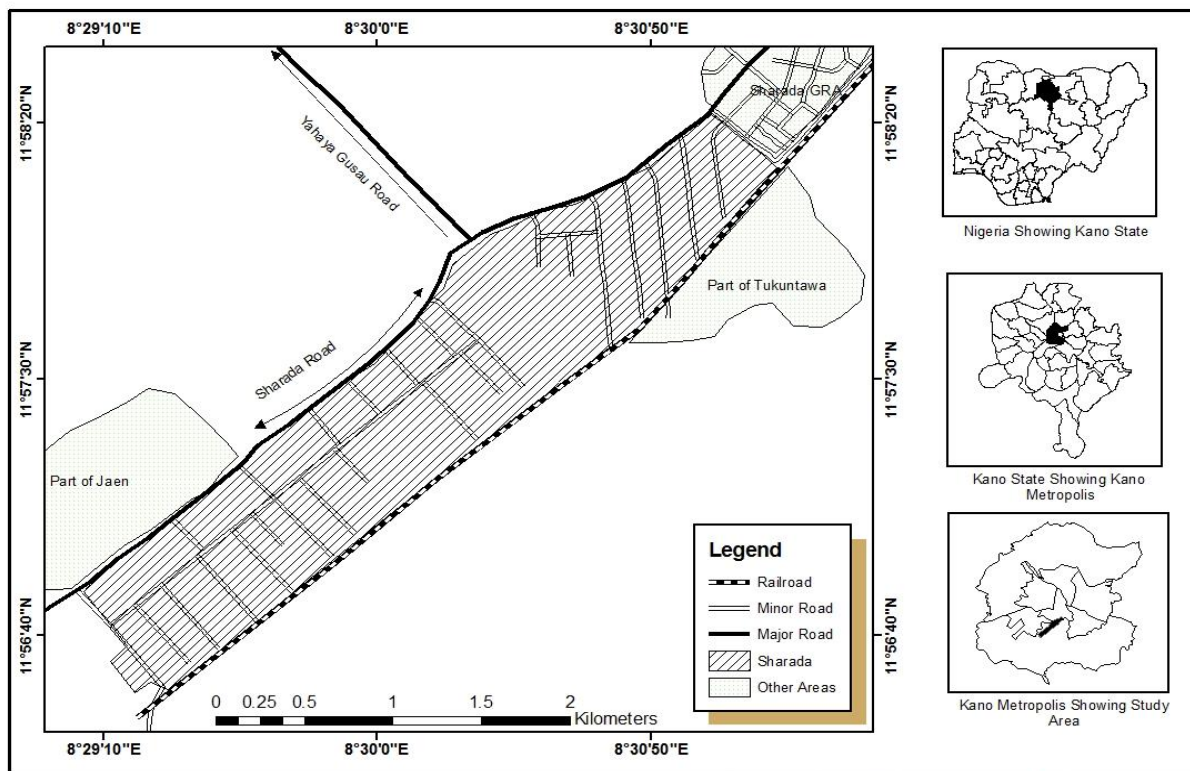 8°29'10"E
8°30'0"E
8°30'50"E
11°58'20"N
11°58'20"N
Sharada GRA
Yahaya Gusau Road
Nigeria Showing Kano State
Part of Tukuntawa
Sharada Road
11°57'30"N
11°57'30"N
Part of Jaen
Kano State Showing Kano
Metropolis
Legend
Railroad
Minor Road
Major Road
Sharada
Other Areas
11°56'40"N
11°56'40"N
0 0.25 0.5 1 1.5 2
Kilometers
Kano Metropolis Showing Study
Area
8°29'10"E
8°30'0"E
8°30'50"E